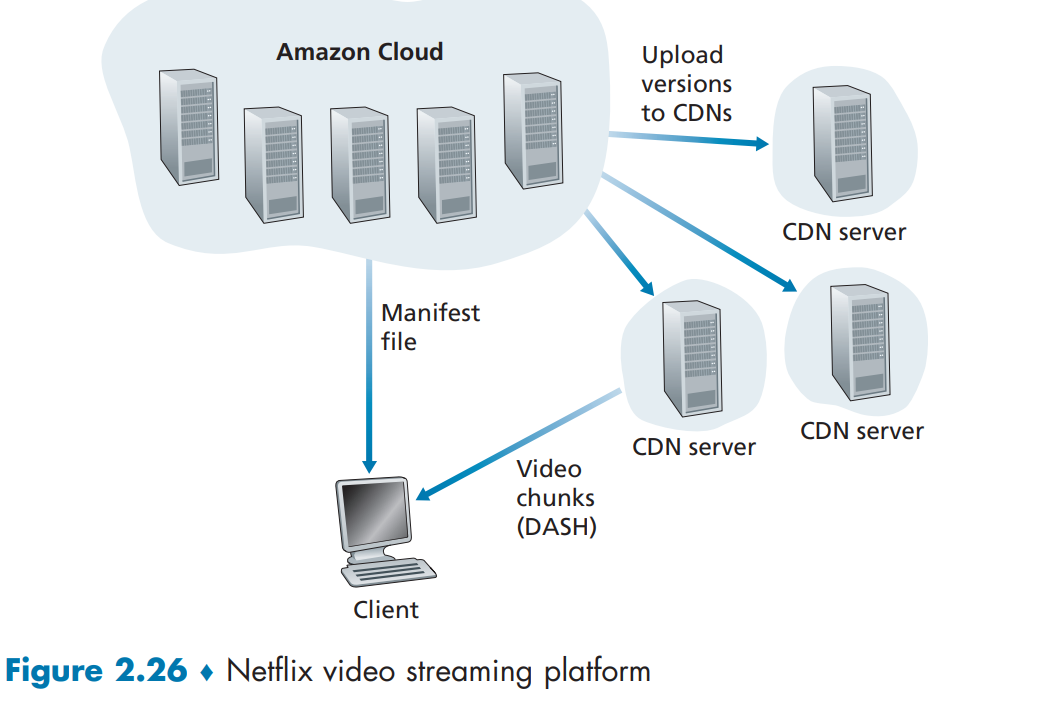 Amazon Cloud
Upload
versions
to CDNs
CDN server
Manifest
file
CDN server
CDN server
Video
chunks
(DASH)
Client
Figure 2.26 ♦ Netflix video streaming platform